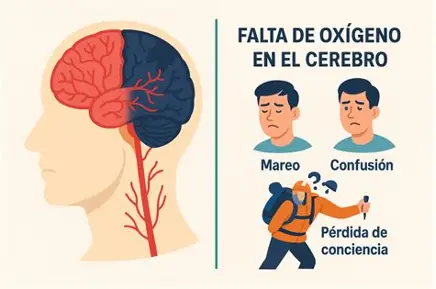 FALTA DE OXÍGENO
EN EL CEREBRO
Mareo
Confusión
?
?
Pérdida de
conciencia